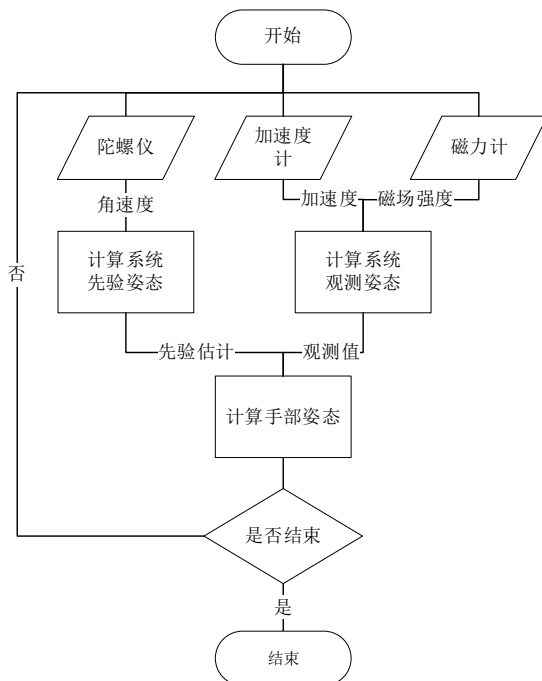 开始
陀螺仪
加速度
计
磁力计
角速度
加速度
磁场强度
计算系统
先验姿态
计算系统
观测姿态
否
先验估计
观测值
计算手部姿态
是否结束
是
结束